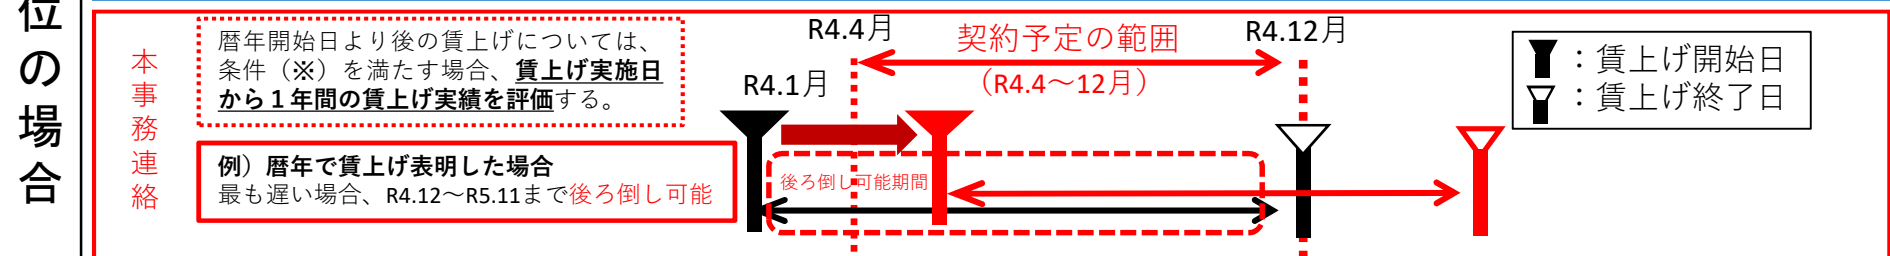 位の場合
本事務連絡
暦年開始日より後の賃上げについては、
条件（※）を満たす場合、賃上げ実施日
から１年間の賃上げ実績を評価する。
例）暦年で賃上げ表明した場合
最も遅い場合、R4.12～R5.11まで後ろ倒し可能
R4.4月
契約予定の範囲
R4.12月
R4.1月
（R4.4～12月）
後ろ倒し可能期間
：賃上げ開始日
：賃上げ終了日